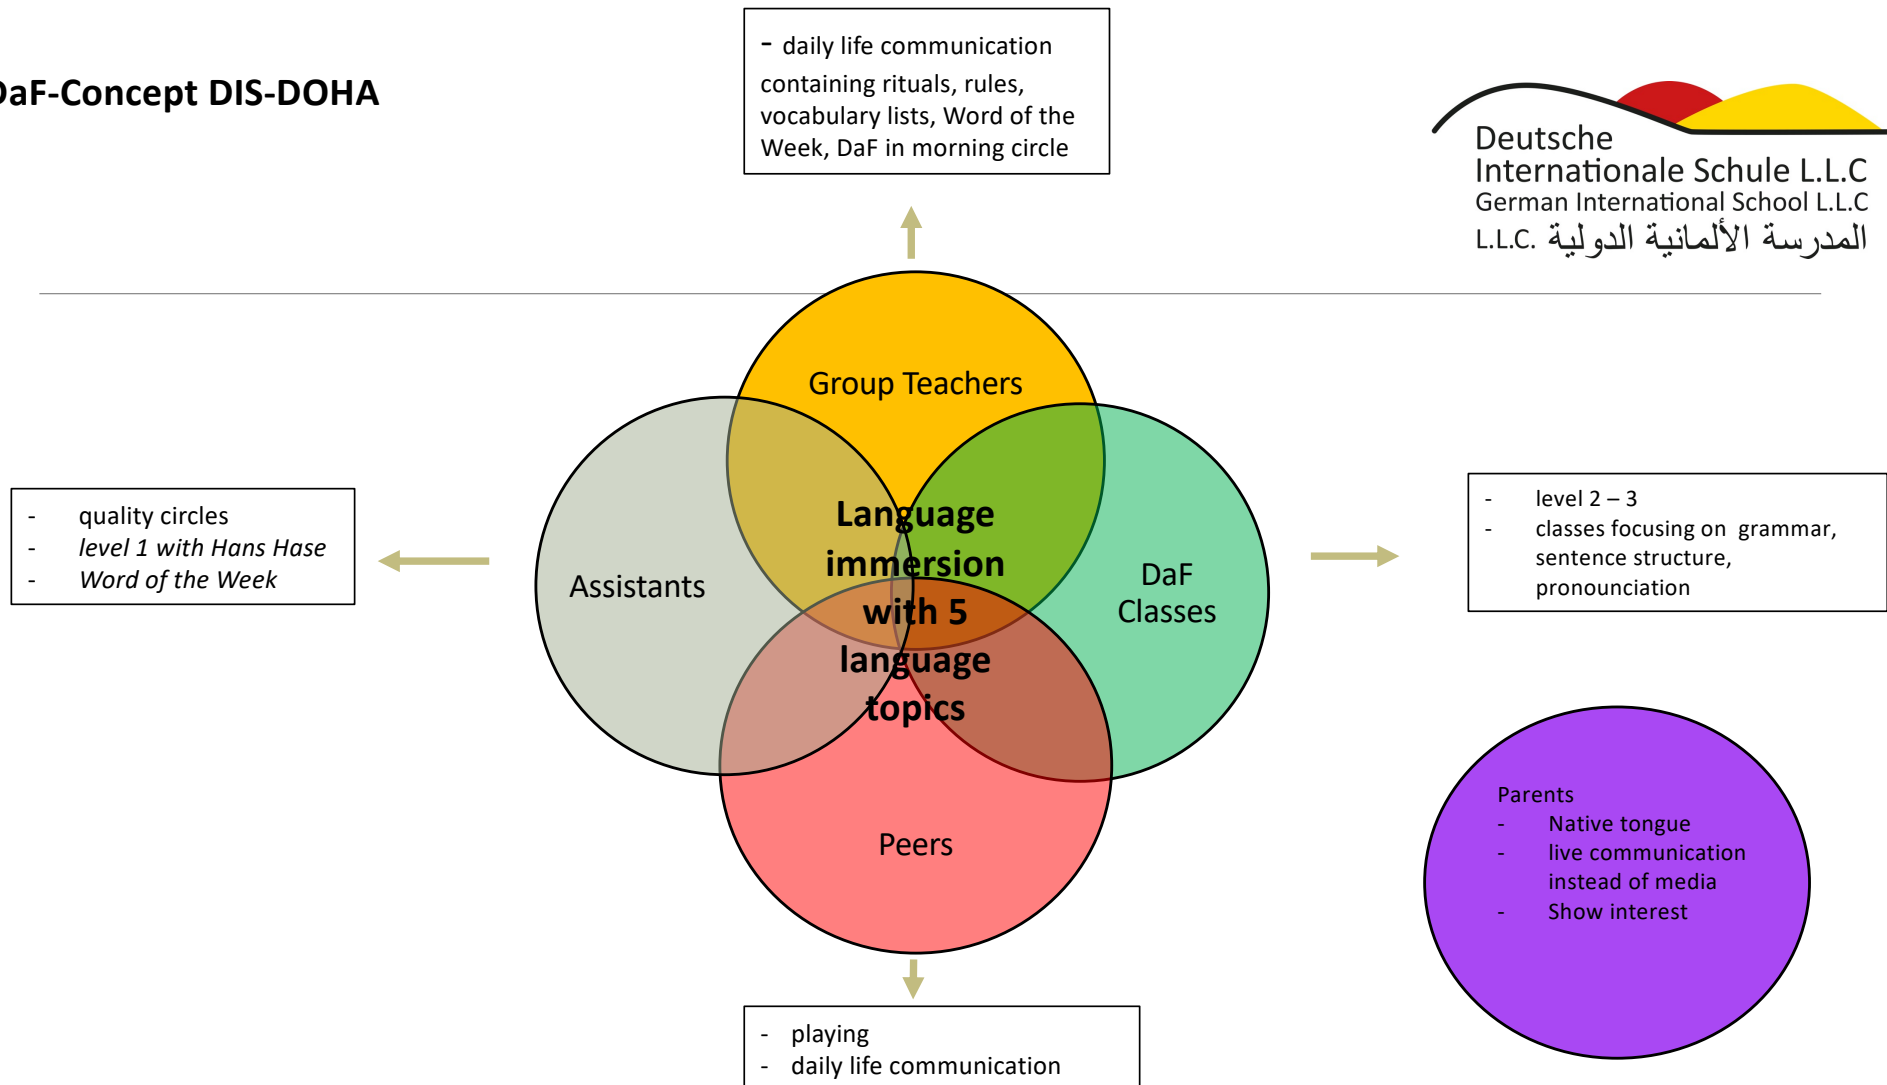 DaF-Concept DIS-DOHA
- daily life communication
containing rituals, rules,
vocabulary lists, Word of the
Week, DaF in morning circle
Deutsche
Internationale Schule L.L.C
German International School L.L.C
المدرسة الألمانية الدولية .L.L.C
Group Teachers
- quality circles
- level 1 with Hans Hase
- Word of the Week
Assistants
Language
immersion
with 5
language
topics
DaF
Classes
- level 2 – 3
- classes focusing on grammar,
sentence structure,
pronounciation
Peers
Parents
- Native tongue
- live communication
instead of media
- Show interest
- playing
- daily life communication